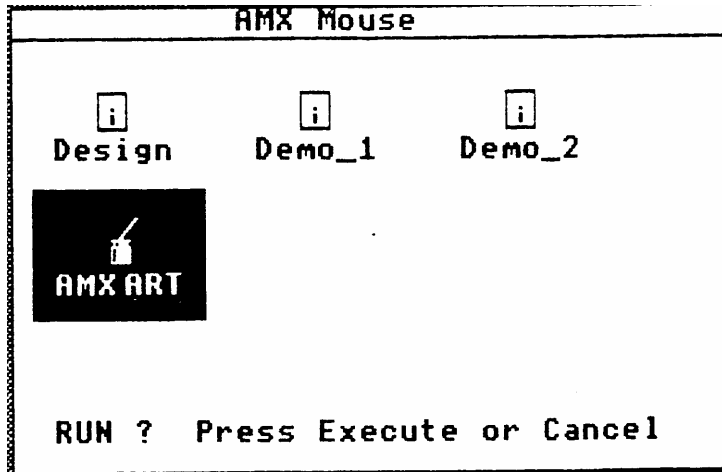 AMX Mouse
i i i
Design Demo_1 Demo_2
AMX ART
RUN ? Press Execute or Cancel